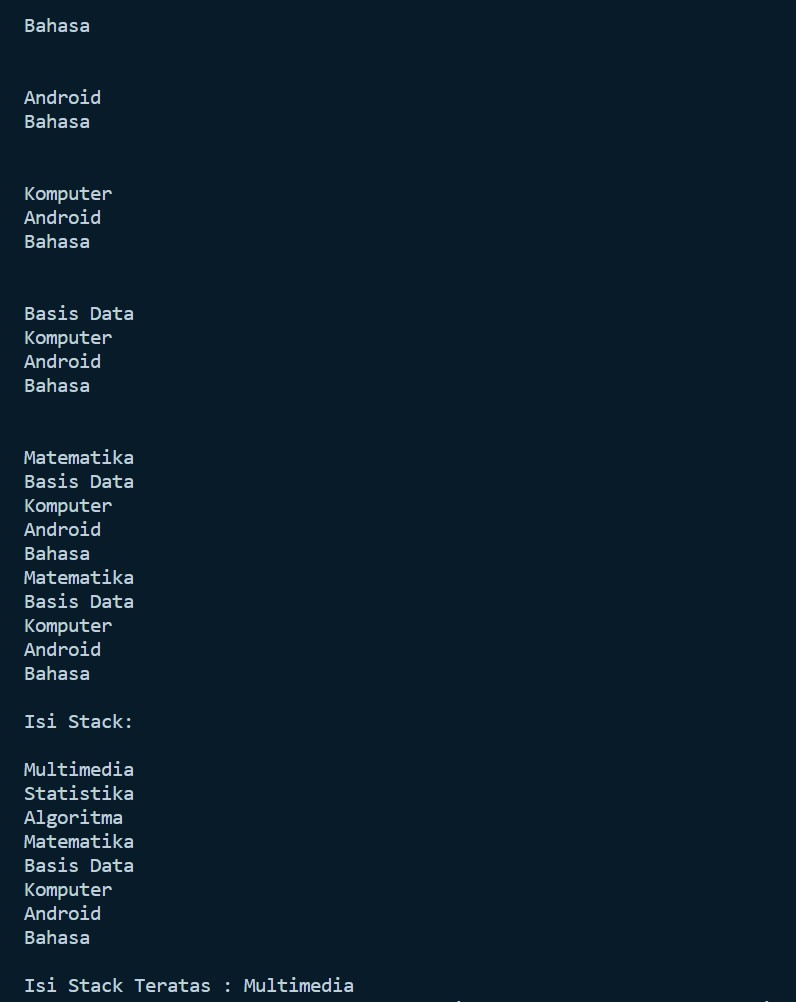 Bahasa
Android
Bahasa
Komputer
Android
Bahasa
Basis Data
Komputer
Android
Bahasa
Matematika
Basis Data
Komputer
Android
Bahasa
Matematika
Basis Data
Komputer
Android
Bahasa
Isi Stack:
Multimedia
Statistika
Algoritma
Matematika
Basis Data
Komputer
Android
Bahasa
Isi Stack Teratas : Multimedia